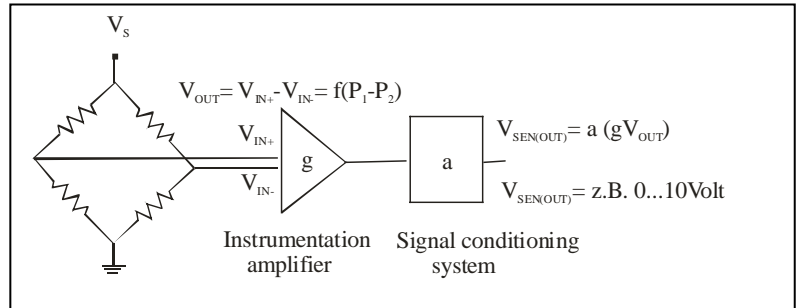 V_S
V_OUT= V_IN+-V_IN-= f(P_1-P_2)
V_IN+
V_IN-
g
a
V_SEN(OUT)= a (gV_OUT)
V_SEN(OUT)= z.B. 0...10Volt
Instrumentation
amplifier
Signal conditioning
system